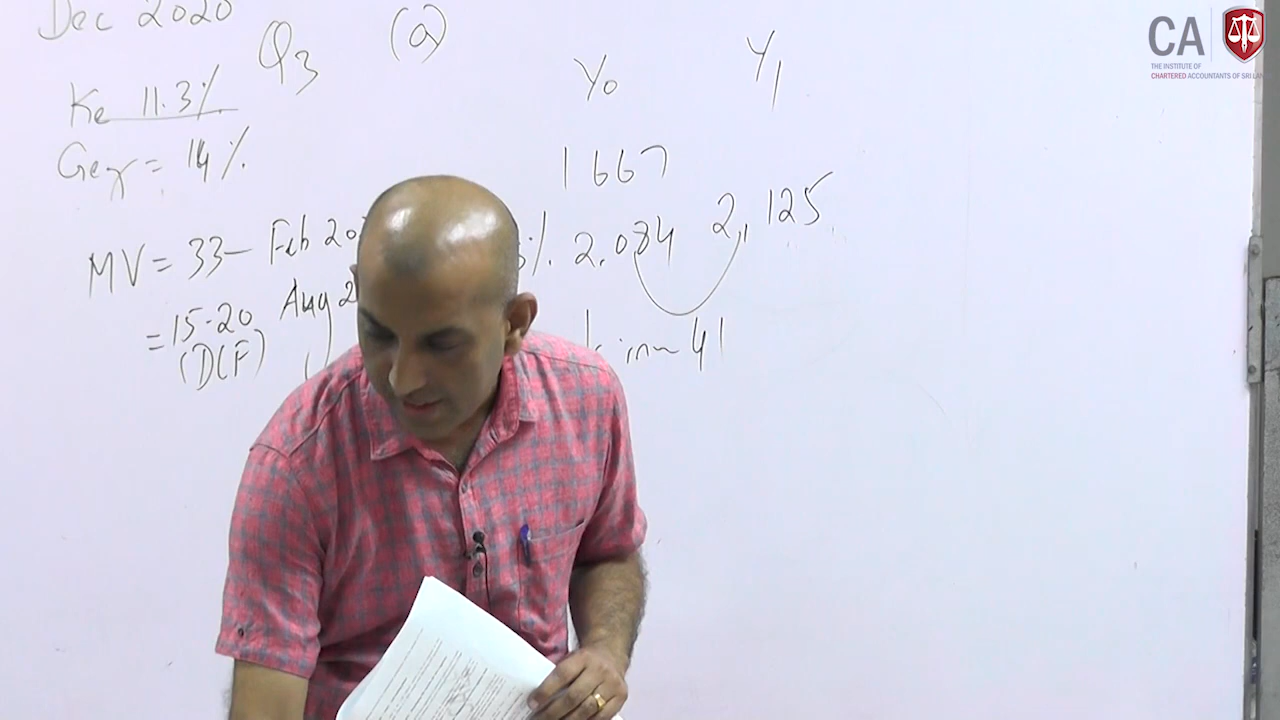 Dec 2020
Q3 (a)
Y0 Y1
Ke 11.3%
Gex = 14%
1667
MV = 33 - Feb 20
% 2,084 2,125
= 15-20 Aug 2
(DCF)
41
CA
THE INSTITUTE OF
CHARTERED ACCOUNTANTS OF SRI LAN